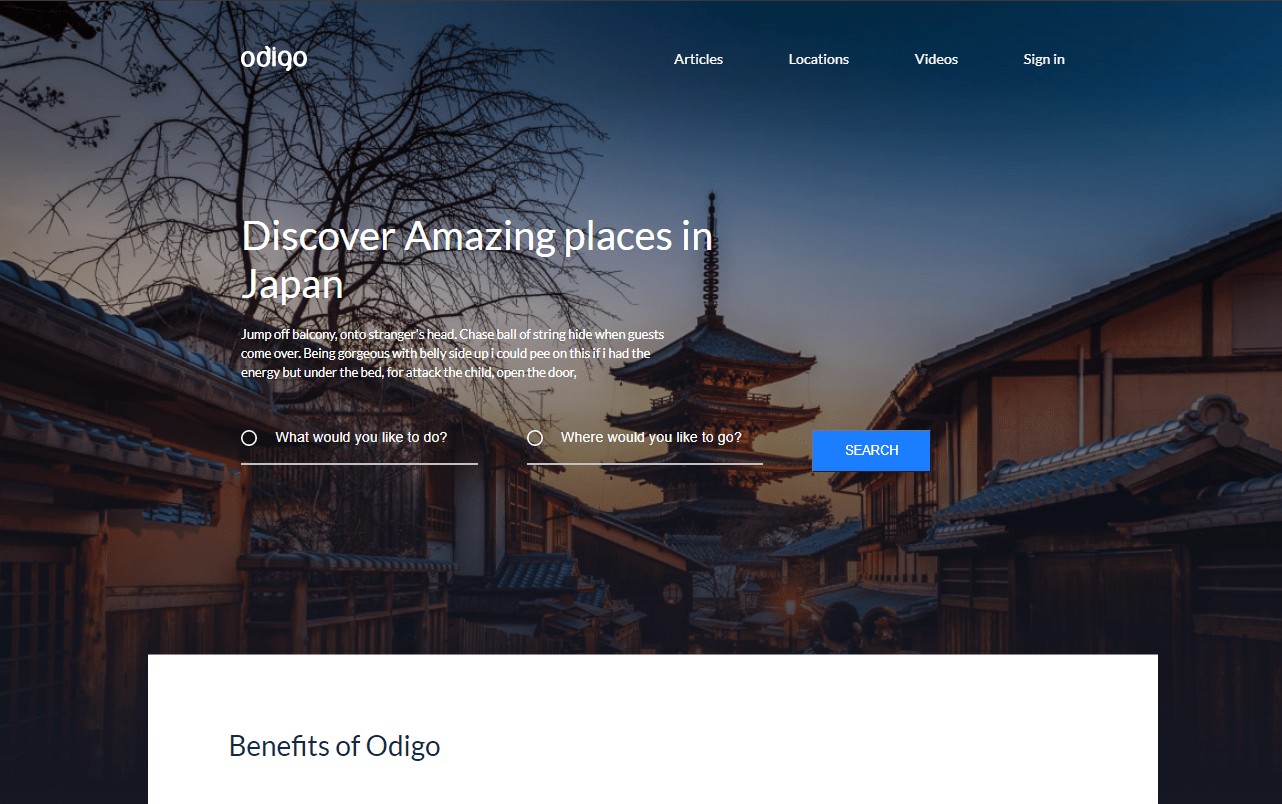 odigo
Articles
Locations
Videos
Sign in
Discover Amazing places in
Japan
Jump off balcony, onto stranger's head. Chase ball of string hide when guests
come over. Being gorgeous with belly side up i could pee on this if i had the
energy but under the bed, for attack the child, open the door,
What would you like to do?
Where would you like to go?
SEARCH
Benefits of Odigo